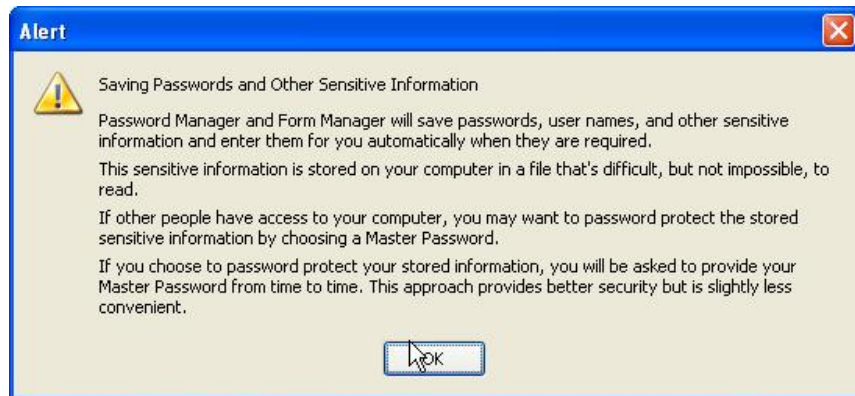 Alert
Saving Passwords and Other Sensitive Information
Password Manager and Form Manager will save passwords, user names, and other sensitive
information and enter them for you automatically when they are required.
This sensitive information is stored on your computer in a file that's difficult, but not impossible, to
read.
If other people have access to your computer, you may want to password protect the stored
sensitive information by choosing a Master Password.
If you choose to password protect your stored information, you will be asked to provide your
Master Password from time to time. This approach provides better security but is slightly less
convenient.
OK